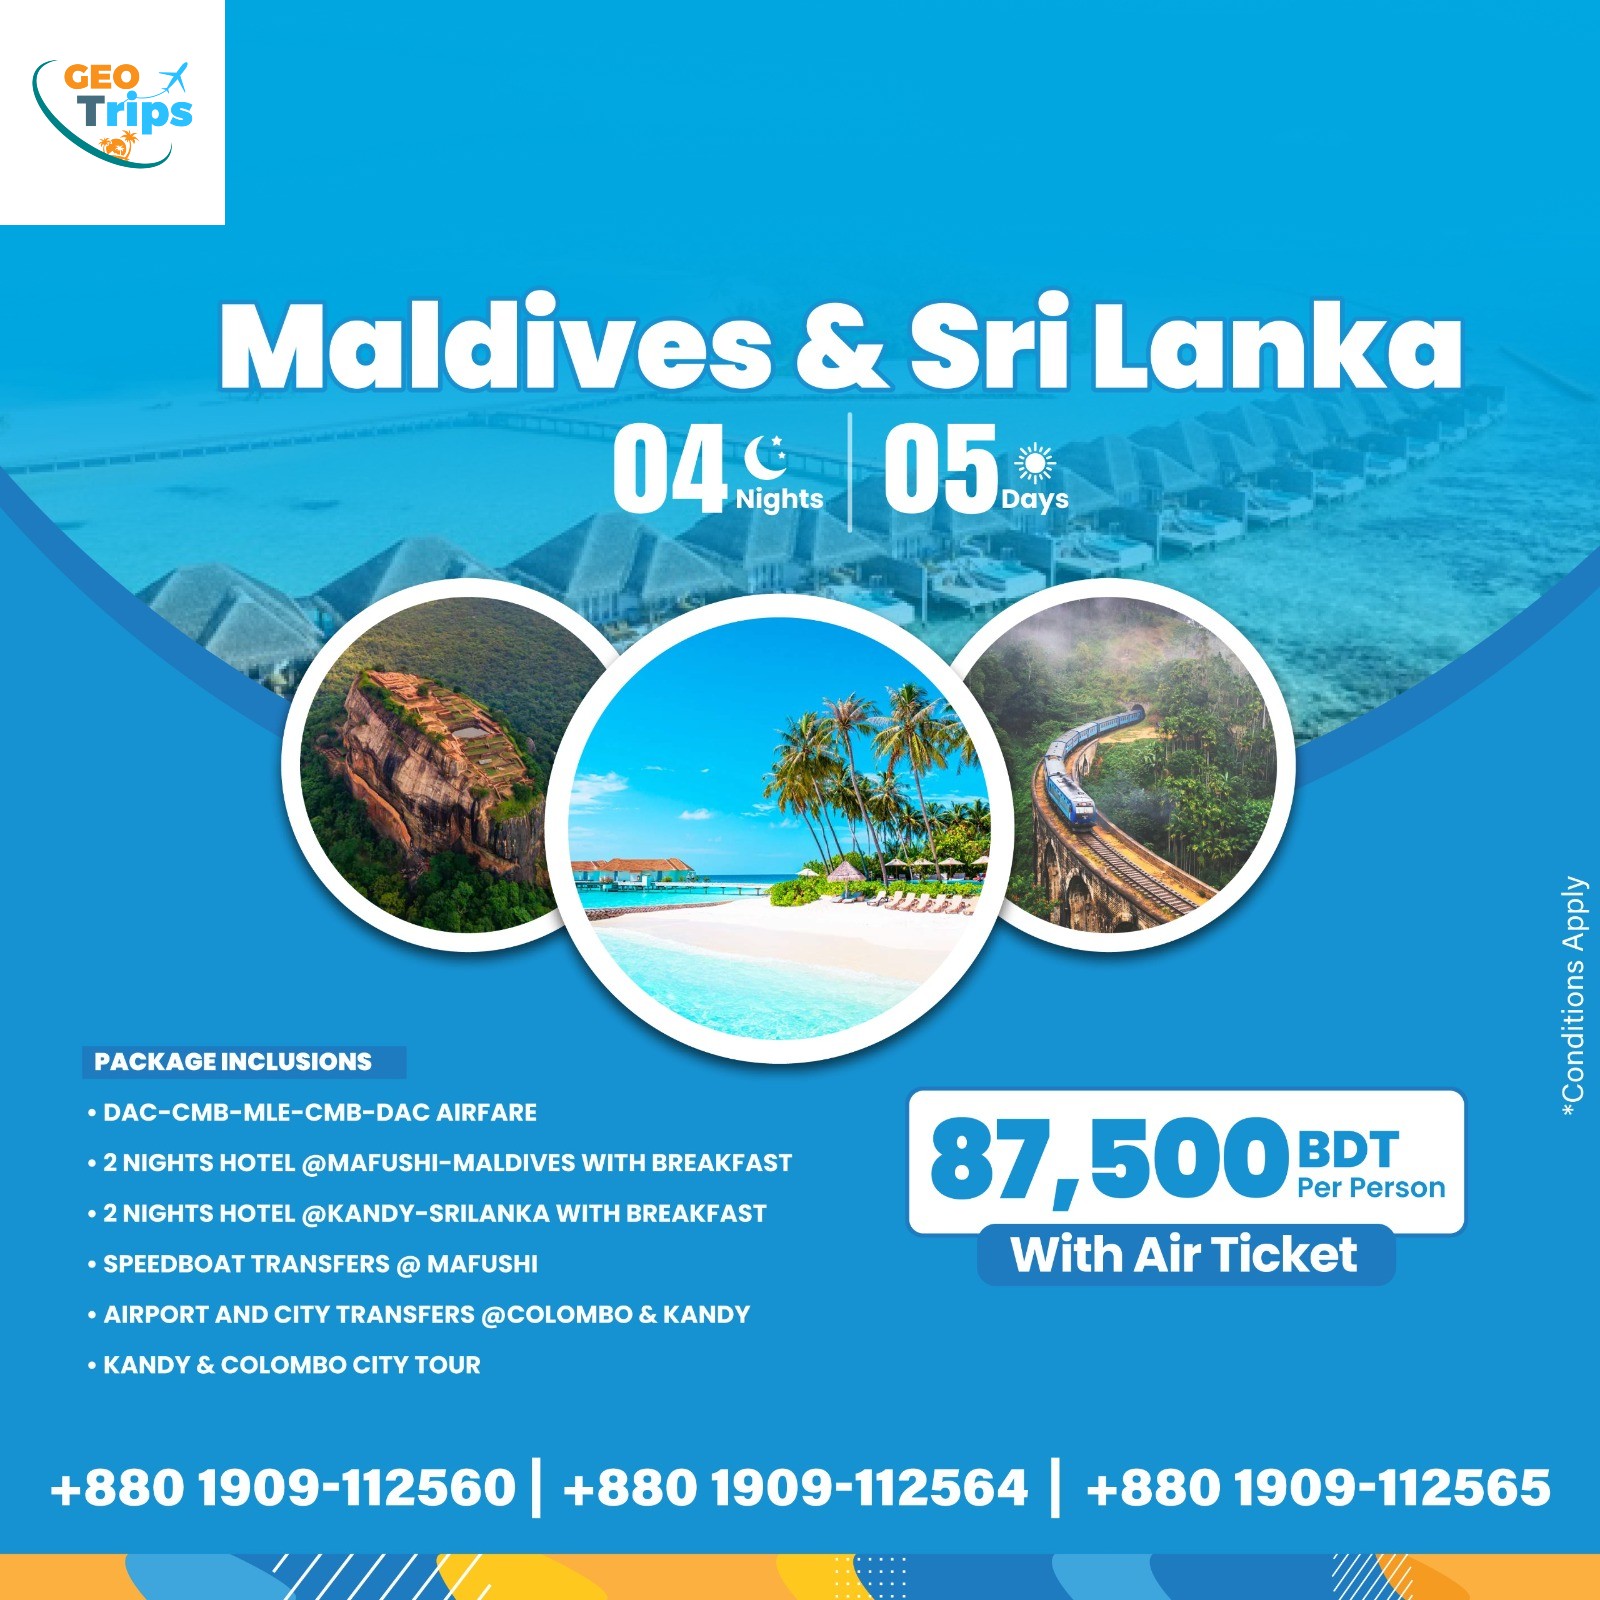 GEO
Trips
Maldives & Sri Lanka
04 Nights | 05 Days
*Conditions Apply
PACKAGE INCLUSIONS
• DAC-CMB-MLE-CMB-DAC AIRFARE
• 2 NIGHTS HOTEL @MAFUSHI-MALDIVES WITH BREAKFAST
• 2 NIGHTS HOTEL @KANDY-SRILANKA WITH BREAKFAST
• SPEEDBOAT TRANSFERS @ MAFUSHI
• AIRPORT AND CITY TRANSFERS @COLOMBO & KANDY
• KANDY & COLOMBO CITY TOUR
87,500 BDT
Per Person
With Air Ticket
+880 1909-112560 | +880 1909-112564 | +880 1909-112565